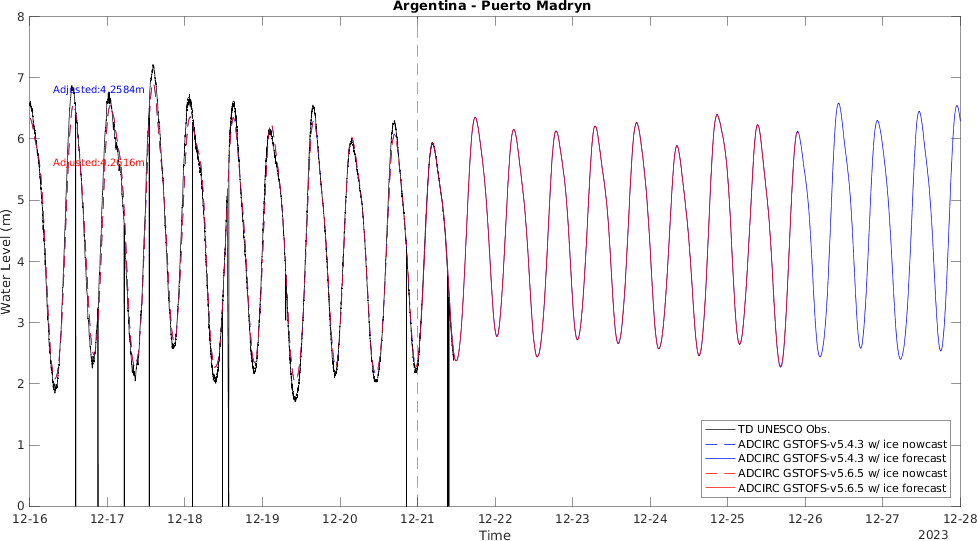 Argentina - Puerto Madryn
8
7
6
5
4
3
2
1
0
Water Level (m)
Adjusted:4.2584m
Adjusted:4.2616m
TD UNESCO Obs.
ADCIRC GSTOFS-v5.4.3 w/ ice nowcast
ADCIRC GSTOFS-v5.4.3 w/ ice forecast
ADCIRC GSTOFS-v5.6.5 w/ ice nowcast
ADCIRC GSTOFS-v5.6.5 w/ ice forecast
12-16 12-17 12-18 12-19 12-20 12-21 12-22 12-23 12-24 12-25 12-26 12-27 12-28
Time
2023